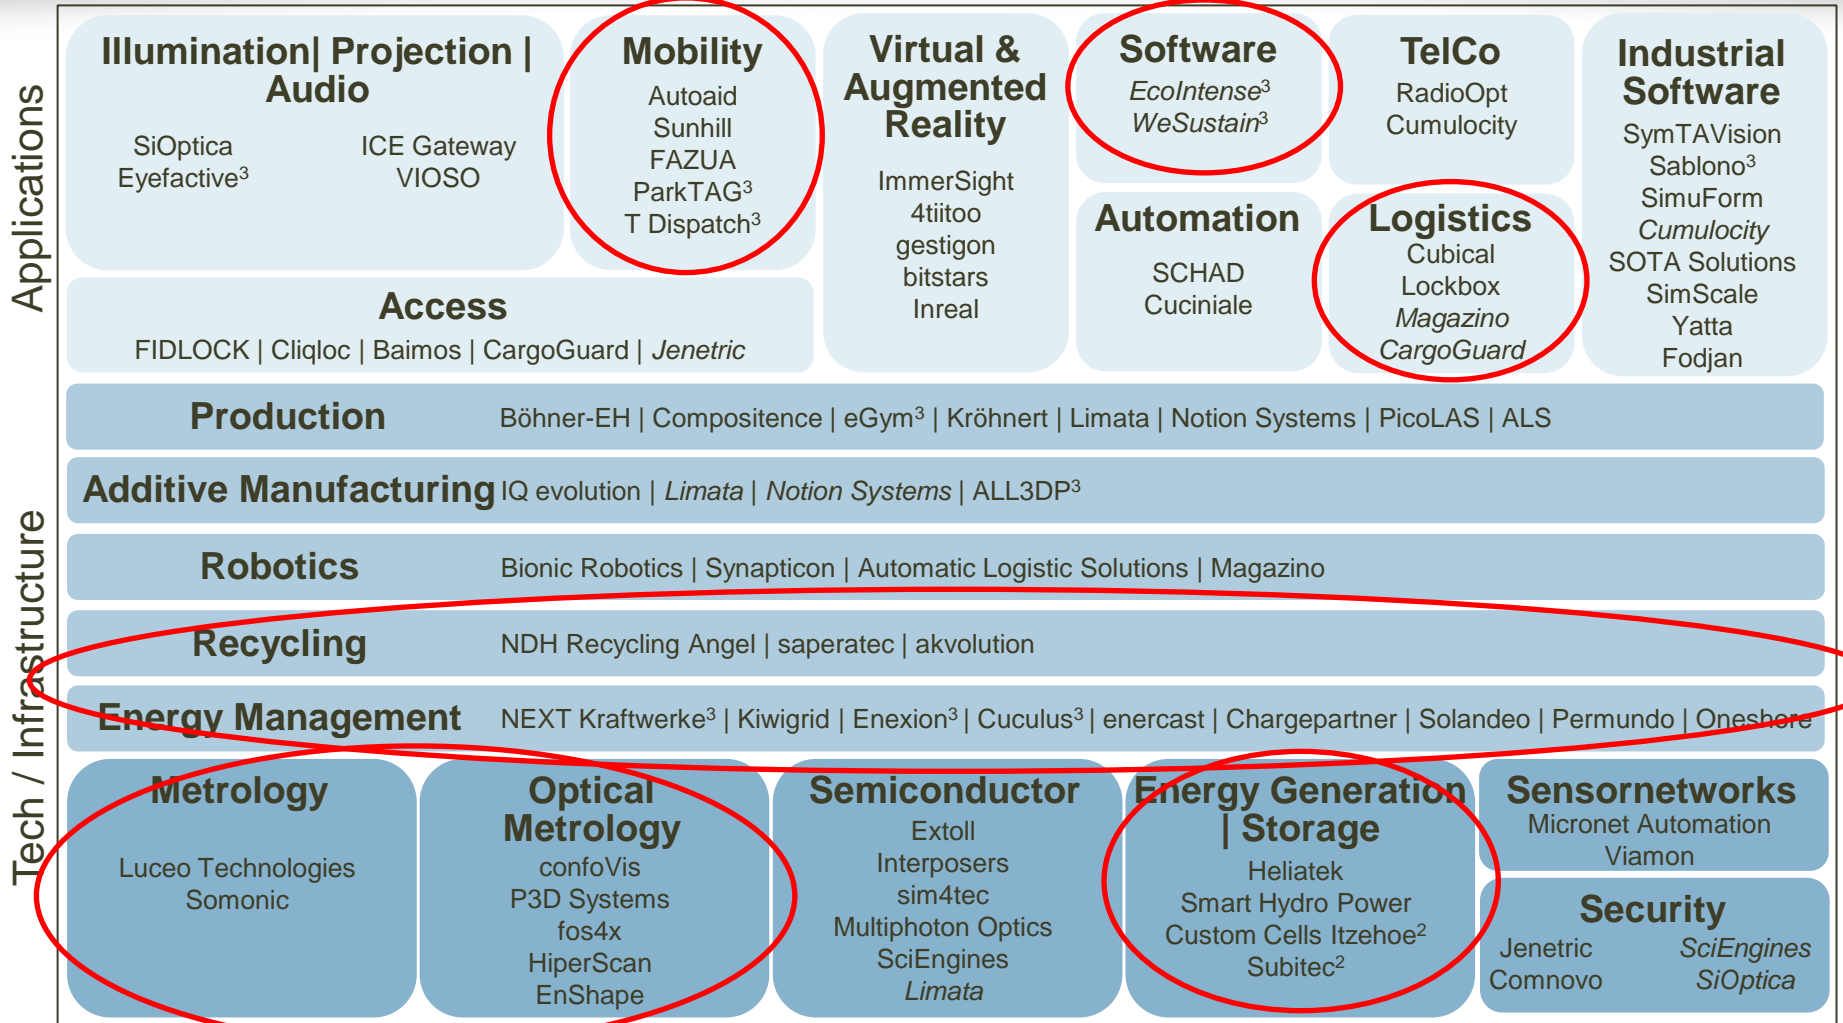 Applications
Illumination| Projection |
Audio
SiOptica
Eyefactive³
ICE Gateway
VIOSO
Mobility
Autoaid
Sunhill
FAZUA
ParkTAG³
T Dispatch³
Virtual &
Augmented
Reality
ImmerSight
4tiitoo
gestigon
bitstars
Inreal
Software
EcoIntense³
WeSustain³
TelCo
RadioOpt
Cumulocity
Industrial
Software
SymTAVision
Sablono³
SimuForm
Cumulocity
SOTA Solutions
SimScale
Yatta
Fodjan
Automation
SCHAD
Cuciniale
Logistics
Cubical
Lockbox
Magazino
CargoGuard
Access
FIDLOCK | Cliqloc | Baimos | CargoGuard | Jenetric
Tech / Infrastructure
Production Böhner-EH | Compositence | eGym³ | Kröhnert | Limata | Notion Systems | PicoLAS | ALS
Additive Manufacturing IQ evolution | Limata | Notion Systems | ALL3DP³
Robotics Bionic Robotics | Synapticon | Automatic Logistic Solutions | Magazino
Recycling NDH Recycling Angel | saperatec | akvolution
Energy Management NEXT Kraftwerke³ | Kiwigrid | Enexion³ | Cuculus³ | enercast | Chargepartner | Solandeo | Permundo | Oneshore
Metrology
Luceo Technologies
Somonic
Optical
Metrology
confoVis
P3D Systems
fos4x
HiperScan
EnShape
Semiconductor
Extoll
Interposers
sim4tec
Multiphoton Optics
SciEngines
Limata
Energy Generation
| Storage
Heliatek
Smart Hydro Power
Custom Cells Itzehoe²
Subitec²
Sensornetworks
Micronet Automation
Viamon
Security
Jenetric
Comnovo
SciEngines
SiOptica